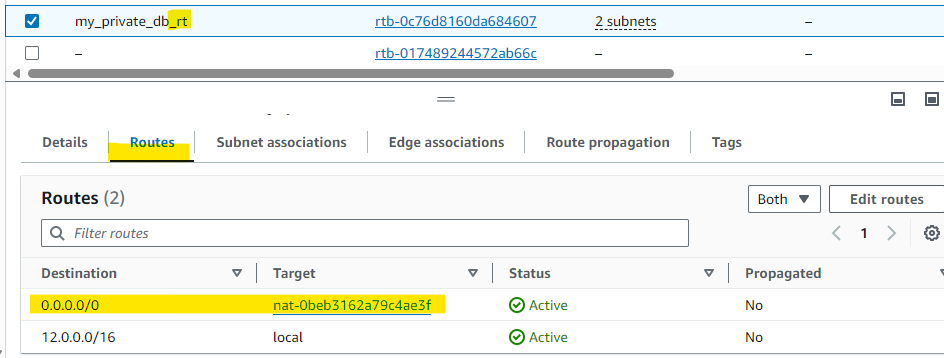 my_private_db_rt rtb-0c76d8160da684607 2 subnets –
– rtb-017489244572ab66c – –
Details Routes Subnet associations Edge associations Route propagation Tags
Routes (2) Both Edit routes
Filter routes 1
Destination Target Status Propagated
0.0.0.0/0 nat-0beb3162a79c4ae3f Active No
12.0.0.0/16 local Active No